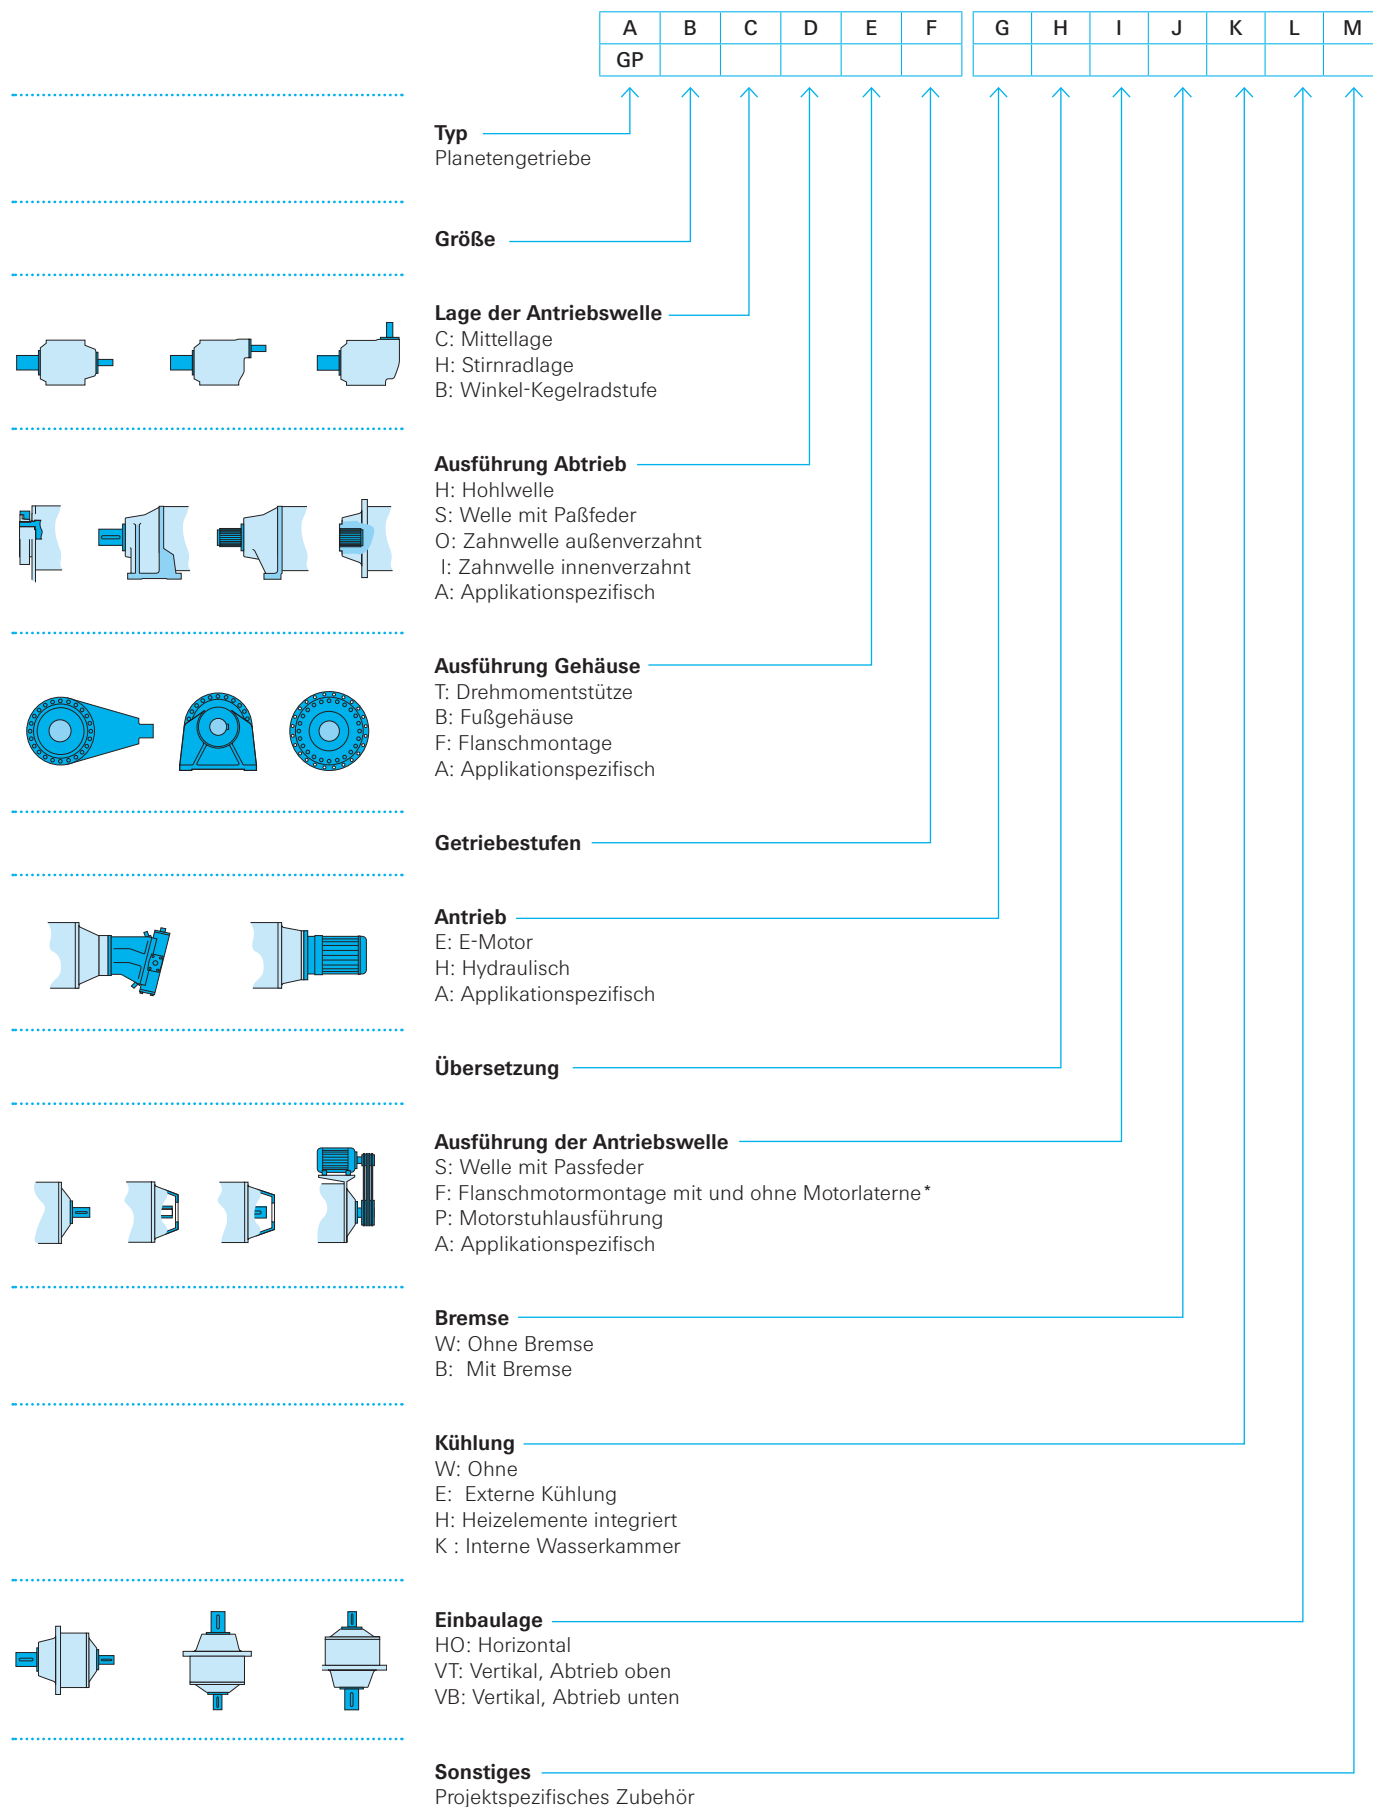 A B C D E F G H I J K L M
GP
Typ
Planetengetriebe
Größe
Lage der Antriebswelle
C: Mittellage
H: Stirnradlage
B: Winkel-Kegelradstufe
Ausführung Abtrieb
H: Hohlwelle
S: Welle mit Paßfeder
O: Zahnwelle außenverzahnt
I: Zahnwelle innenverzahnt
A: Applikationspezifisch
Ausführung Gehäuse
T: Drehmomentstütze
B: Fußgehäuse
F: Flanschmontage
A: Applikationspezifisch
Getriebestufen
Antrieb
E: E-Motor
H: Hydraulisch
A: Applikationspezifisch
Übersetzung
Ausführung der Antriebswelle
S: Welle mit Passfeder
F: Flanschmotormontage mit und ohne Motorlaterne*
P: Motorstuhlausführung
A: Applikationspezifisch
Bremse
W: Ohne Bremse
B: Mit Bremse
Kühlung
W: Ohne
E: Externe Kühlung
H: Heizelemente integriert
K : Interne Wasserkammer
Einbaulage
HO: Horizontal
VT: Vertikal, Abtrieb oben
VB: Vertikal, Abtrieb unten
Sonstiges
Projektspezifisches Zubehör